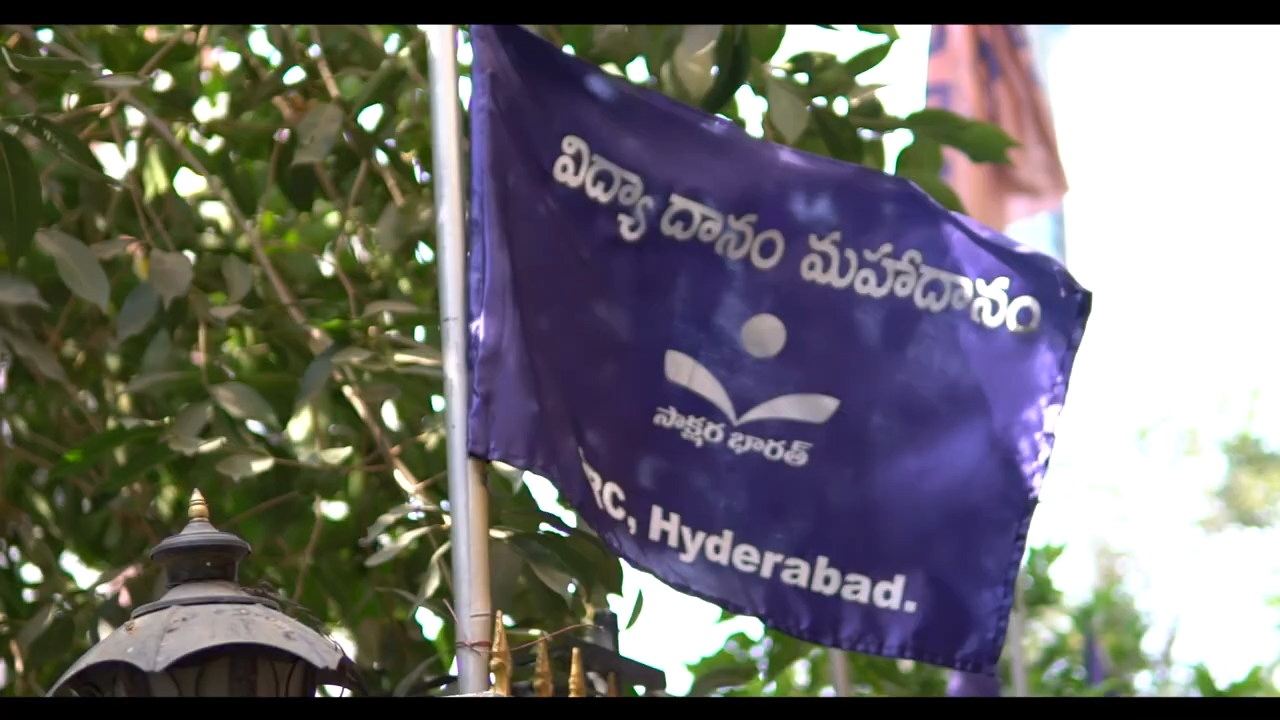 విద్యా దానం మహాదానం
సాక్షర భారత్
RC, Hyderabad.